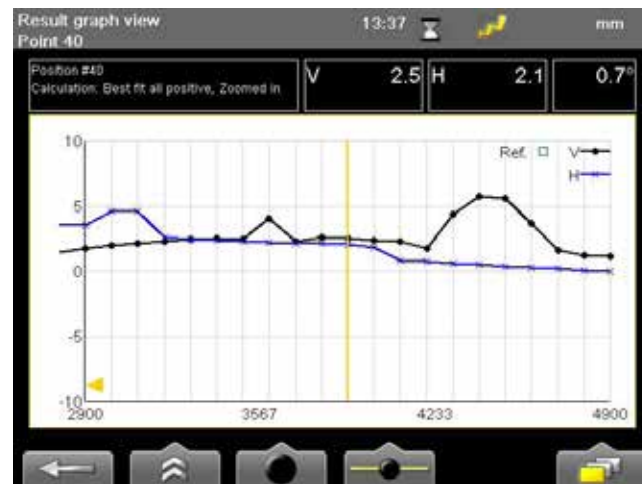 Result graph view 13:37 mm
Point 40
Position #40
Calculation: Best fit all positive, Zoomed in
V 2.5 H 2.1 0.7°
10
Ref. V
H
5
0
-5
-10
2900 3567 4233 4900